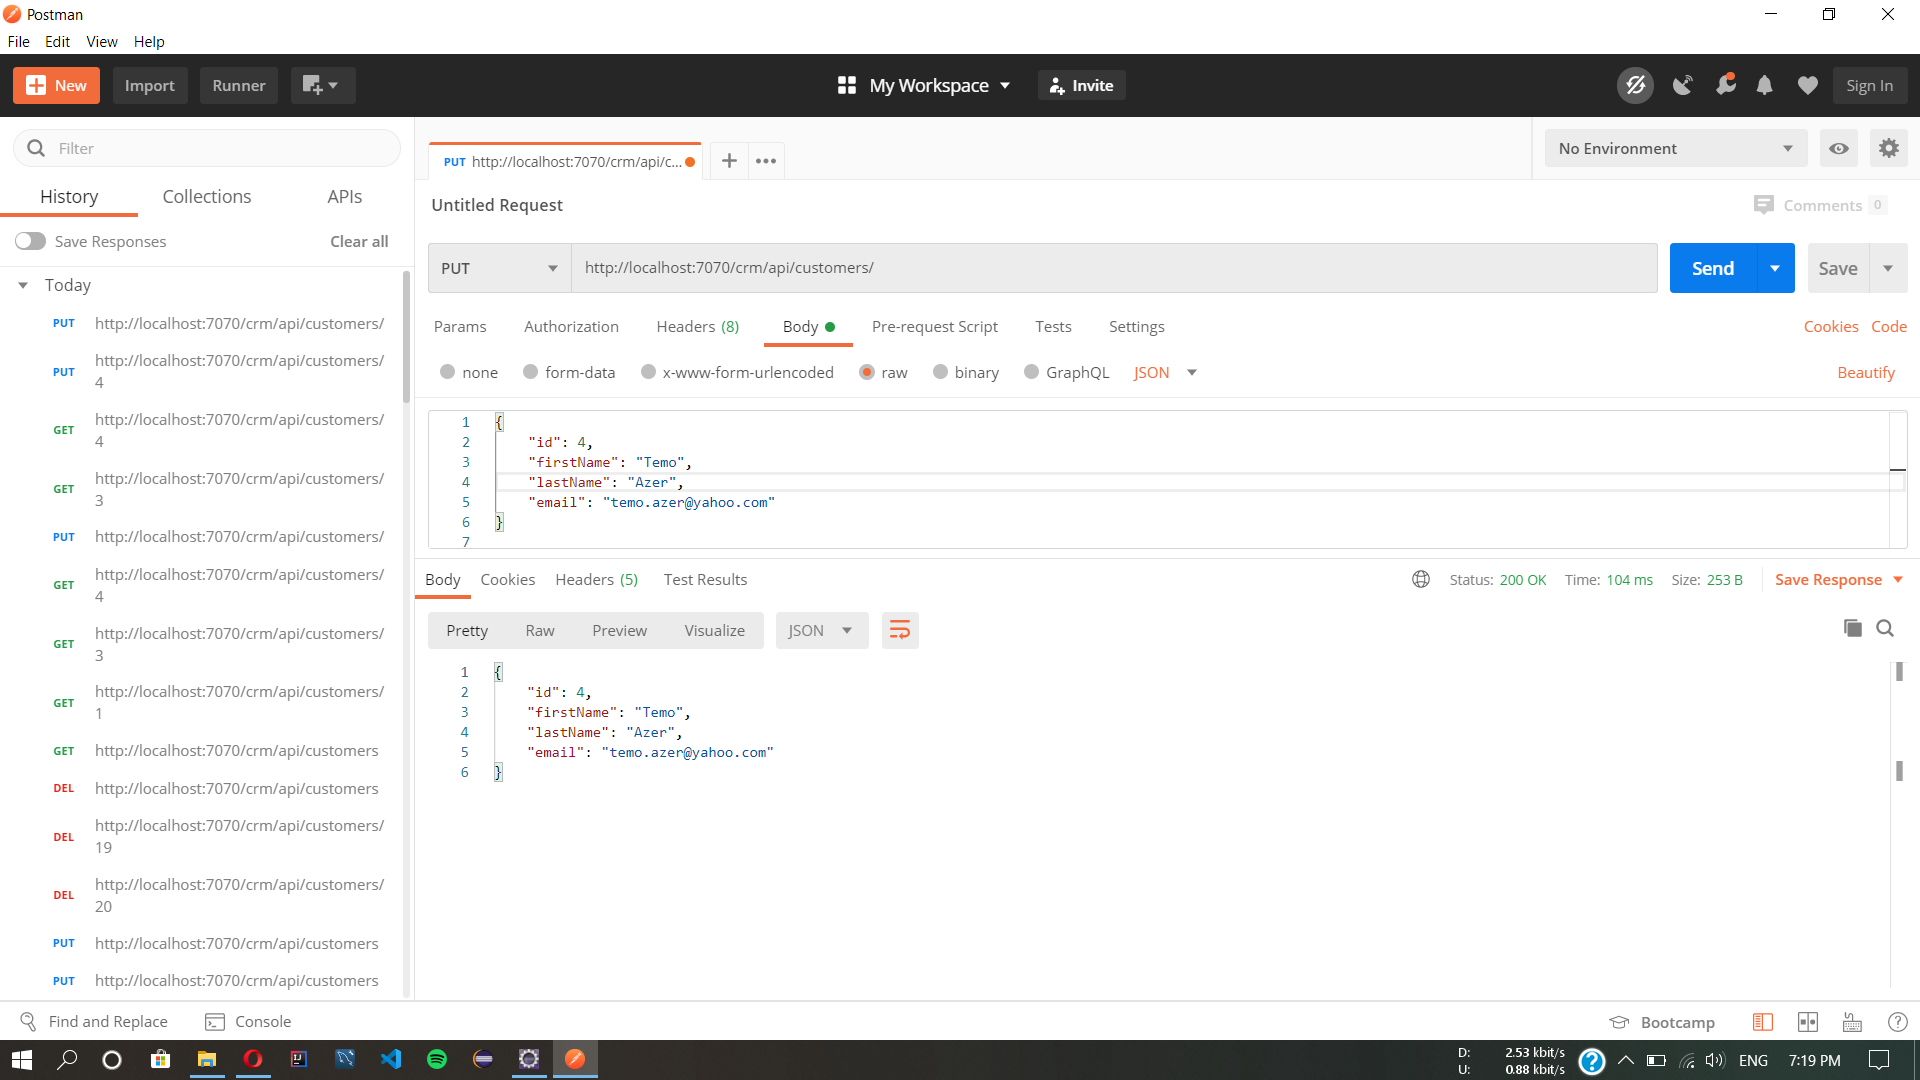 Postman
File Edit View Help
New Import Runner My Workspace Invite Sign In
Filter
History Collections APIs
Save Responses Clear all
Today
PUT http://localhost:7070/crm/api/customers/
PUT http://localhost:7070/crm/api/customers/
4
GET http://localhost:7070/crm/api/customers/
4
GET http://localhost:7070/crm/api/customers/
3
PUT http://localhost:7070/crm/api/customers/
GET http://localhost:7070/crm/api/customers/
4
GET http://localhost:7070/crm/api/customers/
3
GET http://localhost:7070/crm/api/customers/
1
GET http://localhost:7070/crm/api/customers
DEL http://localhost:7070/crm/api/customers
DEL http://localhost:7070/crm/api/customers/
19
DEL http://localhost:7070/crm/api/customers/
20
PUT http://localhost:7070/crm/api/customers
PUT http://localhost:7070/crm/api/customers
PUT http://localhost:7070/crm/api/c...
No Environment
Untitled Request Comments 0
PUT http://localhost:7070/crm/api/customers/ Send Save
Params Authorization Headers (8) Body Pre-request Script Tests Settings Cookies Code
none form-data x-www-form-urlencoded raw binary GraphQL JSON Beautify
1 {
2 "id": 4,
3 "firstName": "Temo",
4 "lastName": "Azer",
5 "email": "temo.azer@yahoo.com"
6 }
7
Body Cookies Headers (5) Test Results Status: 200 OK Time: 104 ms Size: 253 B Save Response
Pretty Raw Preview Visualize JSON
1 {
2 "id": 4,
3 "firstName": "Temo",
4 "lastName": "Azer",
5 "email": "temo.azer@yahoo.com"
6 }
Find and Replace Console Bootcamp
D: 2.53 kbit/s
U: 0.88 kbit/s
ENG 7:19 PM